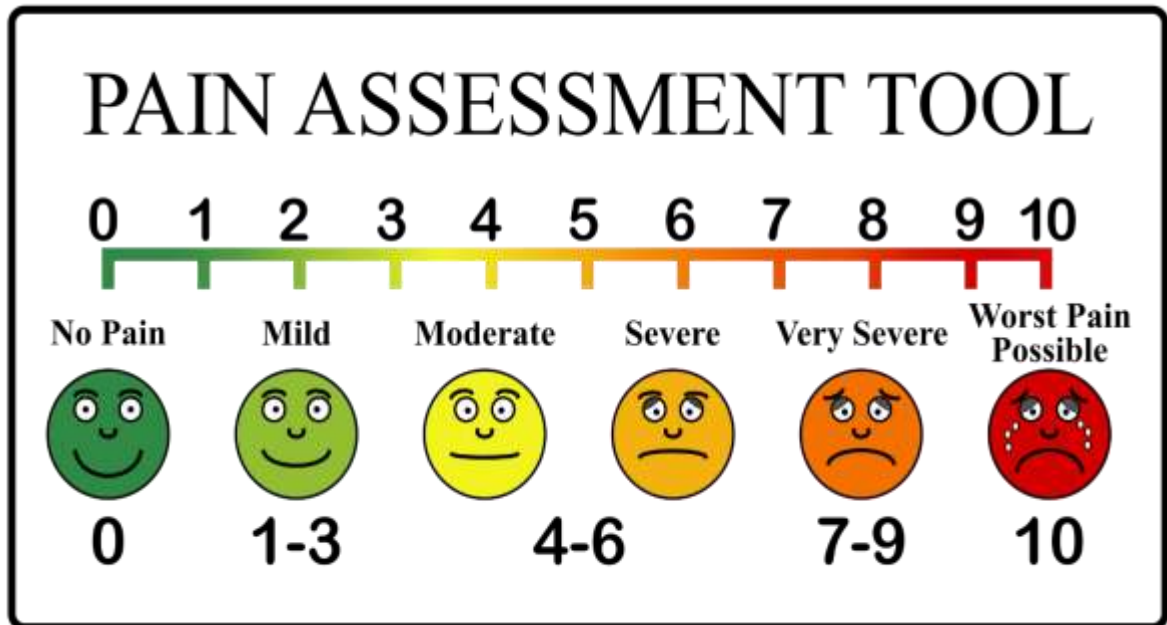 PAIN ASSESSMENT TOOL
0 1 2 3 4 5 6 7 8 9 10
No Pain Mild Moderate Severe Very Severe Worst Pain Possible
0 1-3 4-6 7-9 10